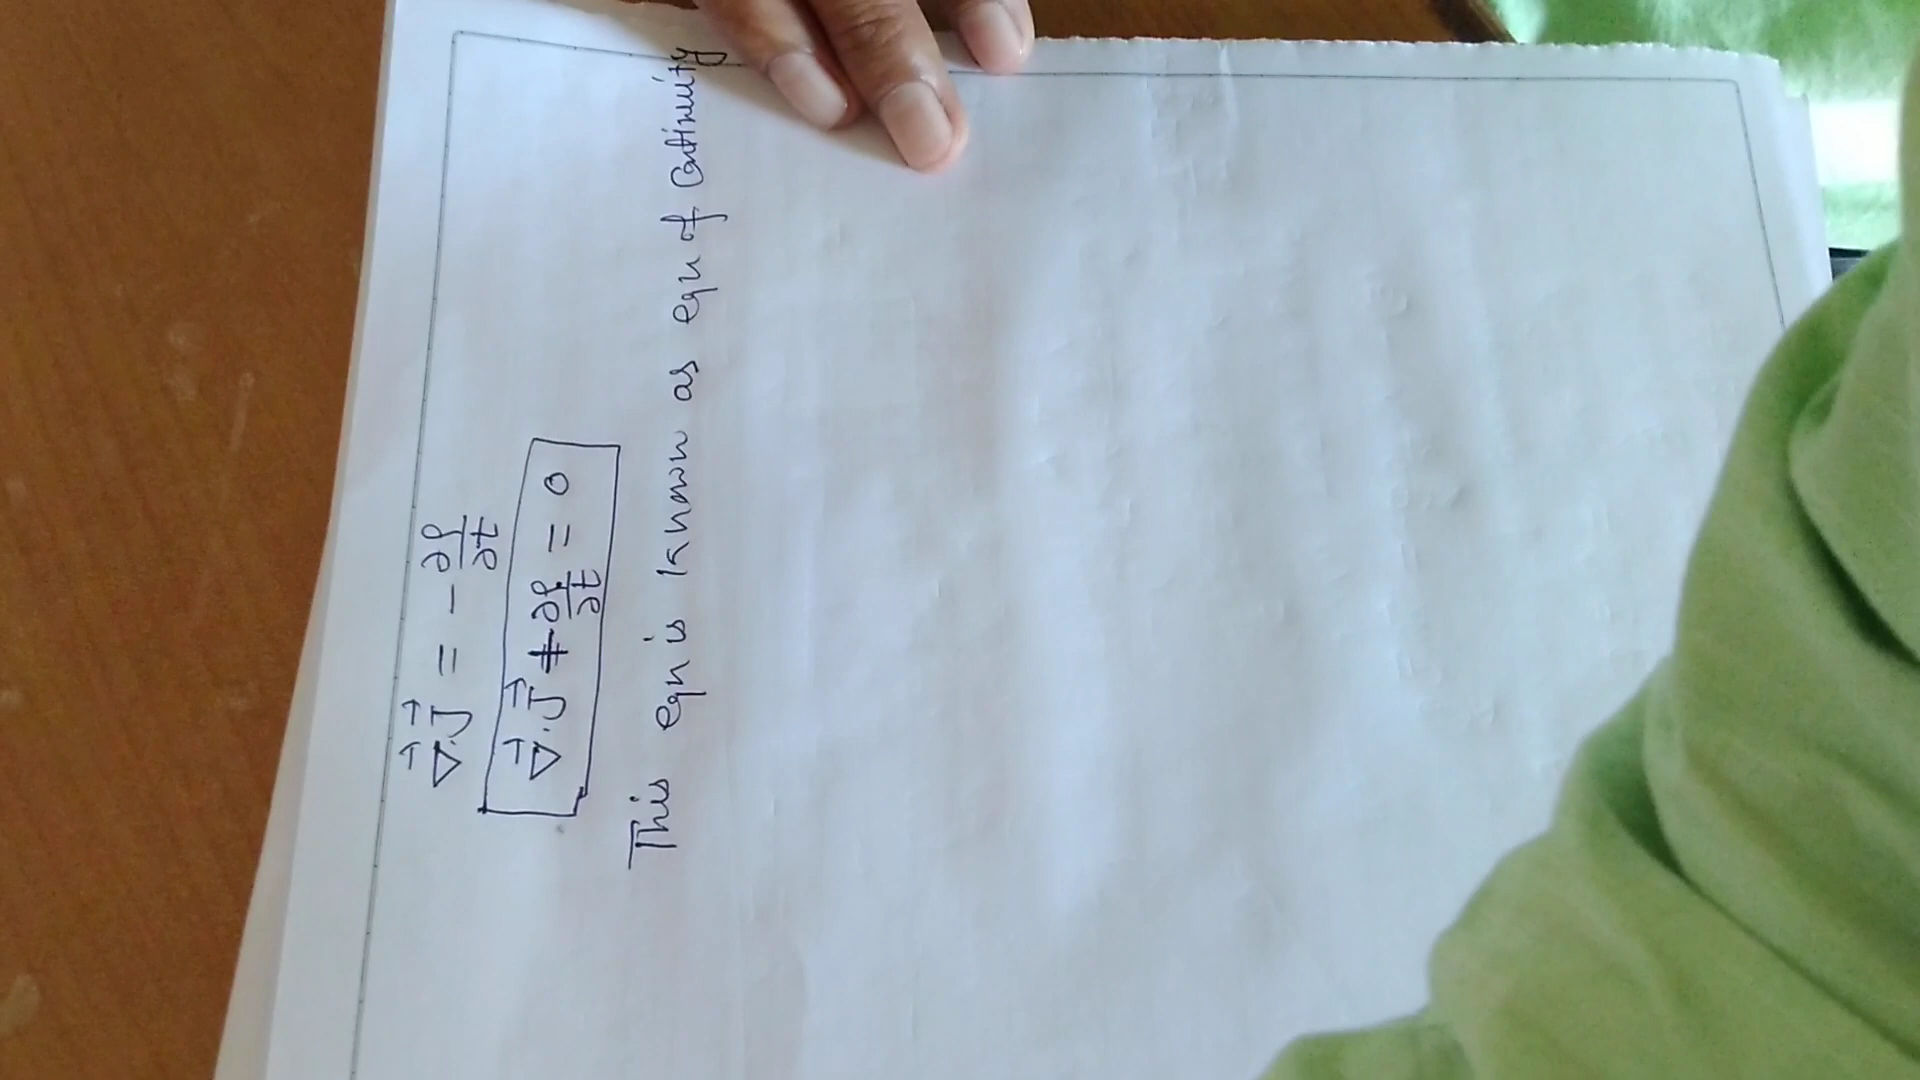 ∇⃗.J⃗ = -∂ρ/∂t
∇⃗.J⃗ + ∂ρ/∂t = 0
This eqn is known as eqn of Continuity